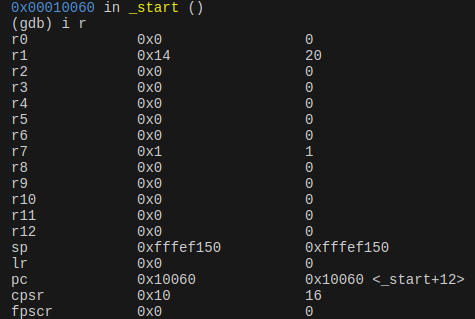 0x00010060 in _start ()
(gdb) i r
r0 0x0 0
r1 0x14 20
r2 0x0 0
r3 0x0 0
r4 0x0 0
r5 0x0 0
r6 0x0 0
r7 0x1 1
r8 0x0 0
r9 0x0 0
r10 0x0 0
r11 0x0 0
r12 0x0 0
sp 0xfffef150 0xfffef150
lr 0x0 0
pc 0x10060 0x10060 <_start+12>
cpsr 0x10 16
fpscr 0x0 0